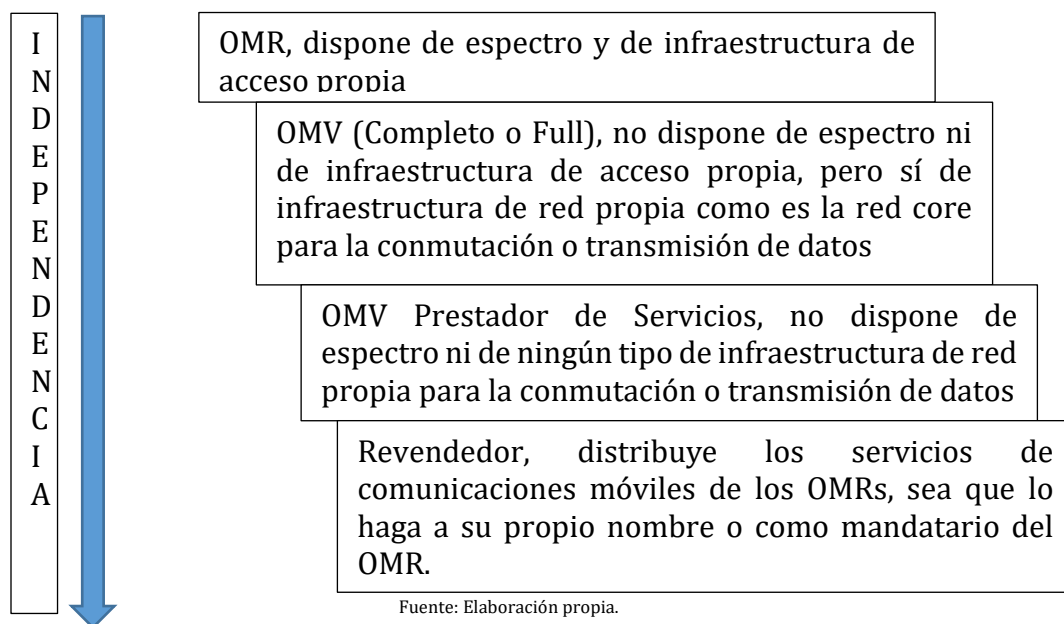 I
N
D
E
P
E
N
D
E
N
C
I
A
OMR, dispone de espectro y de infraestructura de
acceso propia
OMV (Completo o Full), no dispone de espectro ni
de infraestructura de acceso propia, pero sí de
infraestructura de red propia como es la red core
para la conmutación o transmisión de datos
OMV Prestador de Servicios, no dispone de
espectro ni de ningún tipo de infraestructura de red
propia para la conmutación o transmisión de datos
Revendedor, distribuye los servicios de
comunicaciones móviles de los OMRs, sea que lo
haga a su propio nombre o como mandatario del
OMR.
Fuente: Elaboración propia.